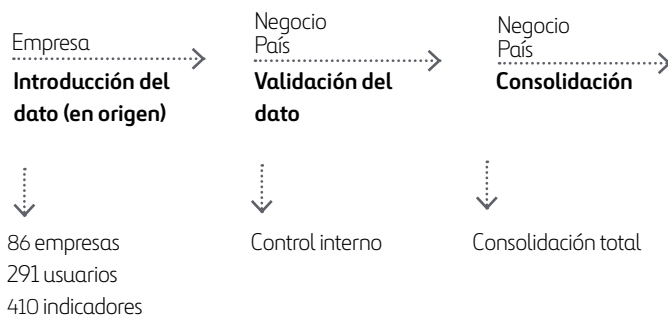 Empresa
Introducción del
dato (en origen)
86 empresas
291 usuarios
410 indicadores
Negocio
País
Validación del
dato
Control interno
Negocio
País
Consolidación
Consolidación total